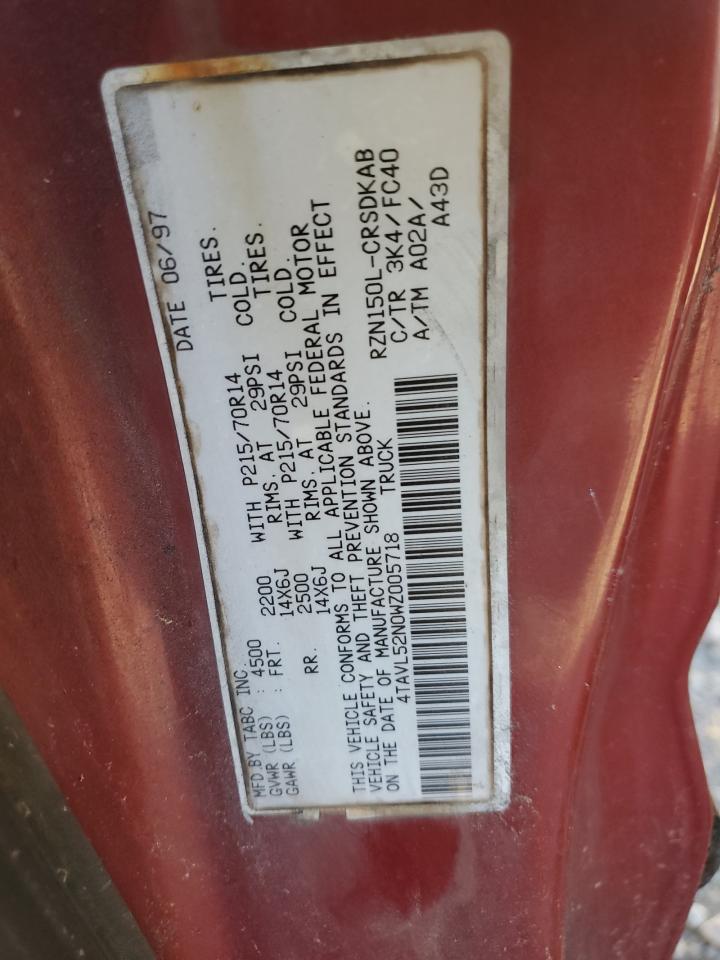 MFD.BY TABC INC. DATE 06/97
GVWR (LBS) : 4500
GAWR (LBS) : FRT. 2200 WITH P215/70R14 TIRES.
14X6J RIMS. AT 29PSI COLD.
RR. 2500 WITH P215/70R14 TIRES.
14X6J RIMS. AT 29PSI COLD.
THIS VEHICLE CONFORMS TO ALL APPLICABLE FEDERAL MOTOR
VEHICLE SAFETY AND THEFT PREVENTION STANDARDS IN EFFECT
ON THE DATE OF MANUFACTURE SHOWN ABOVE.
4TAVL52N0WZ005718 TRUCK
RZN150L-CRSDKAB
C/TR 3K4/FC40
A/TM A02A/
A43D